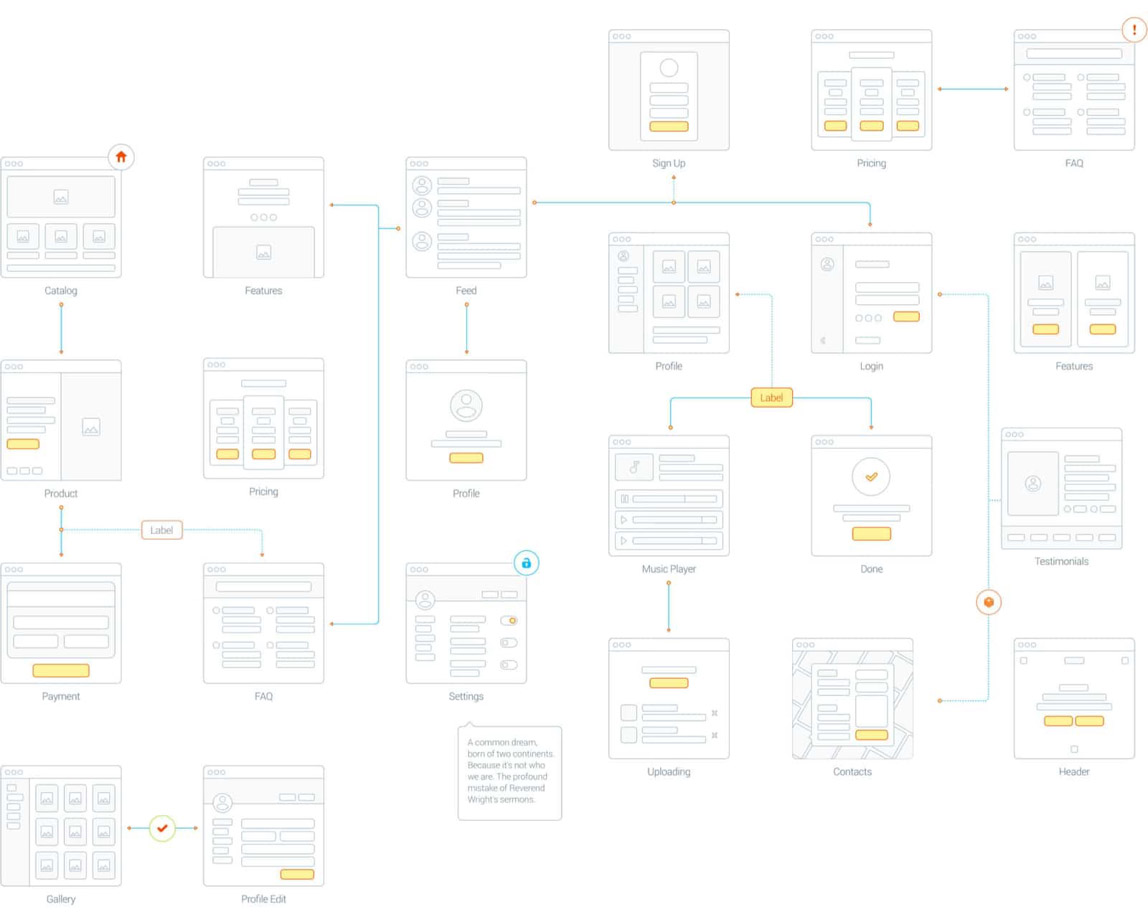 Sign Up
Pricing
FAQ
Catalog
Features
Feed
Profile
Login
Features
Label
Product
Pricing
Profile
Label
Music Player
Done
Testimonials
Payment
FAQ
Settings
A common dream,
born of two continents.
Because it's not who
we are. The profound
mistake of Reverend
Wright's sermons.
Uploading
Contacts
Header
Gallery
Profile Edit